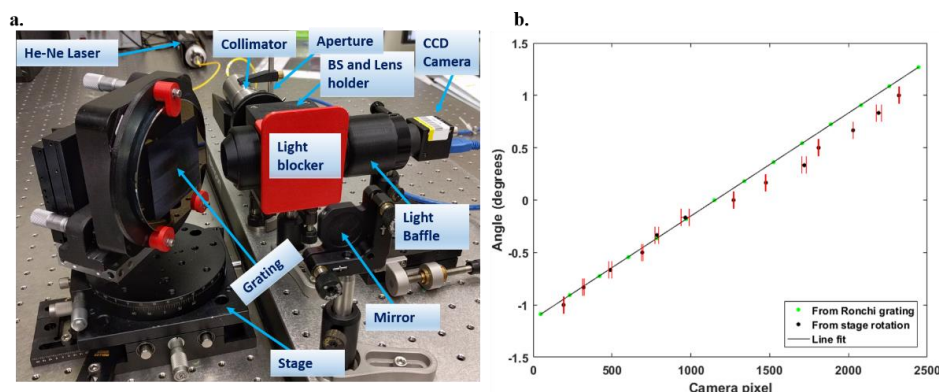 a.
He-Ne Laser
Collimator
Aperture
BS and Lens
holder
CCD
Camera
Light
blocker
Light
Baffle
Grating
Mirror
Stage
b.
1.5
1
0.5
0
-0.5
-1
-1.5
Angle (degrees)
0
500
1000
1500
2000
2500
Camera pixel
From Ronchi grating
From stage rotation
Line fit